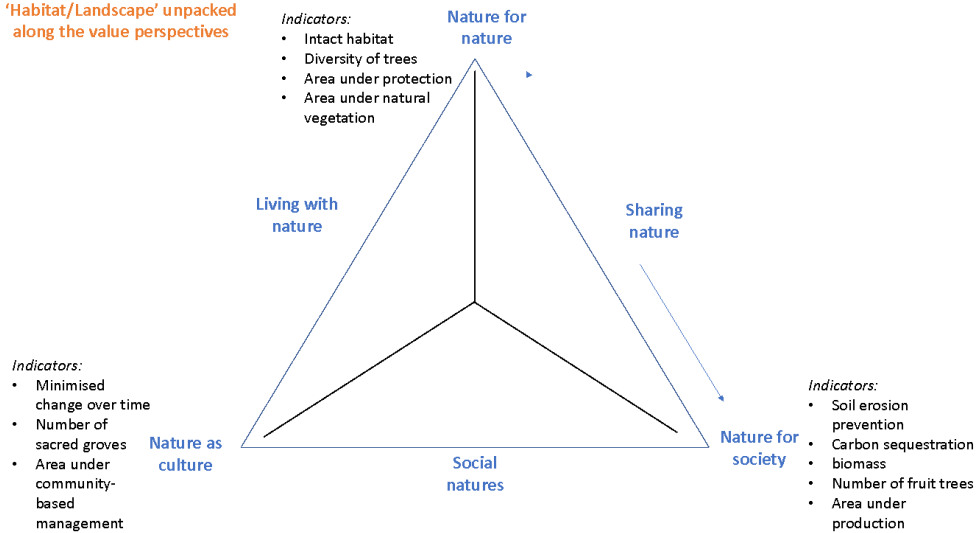 ‘Habitat/Landscape’ unpacked
along the value perspectives
Indicators:
• Intact habitat
• Diversity of trees
• Area under protection
• Area under natural
vegetation
Nature for
nature
Living with
nature
Sharing
nature
Indicators:
• Minimised
change over time
• Number of
sacred groves
• Area under
community-
based
management
Nature as
culture
Social
natures
Nature for
society
Indicators:
• Soil erosion
prevention
• Carbon sequestration
• biomass
• Number of fruit trees
• Area under
production